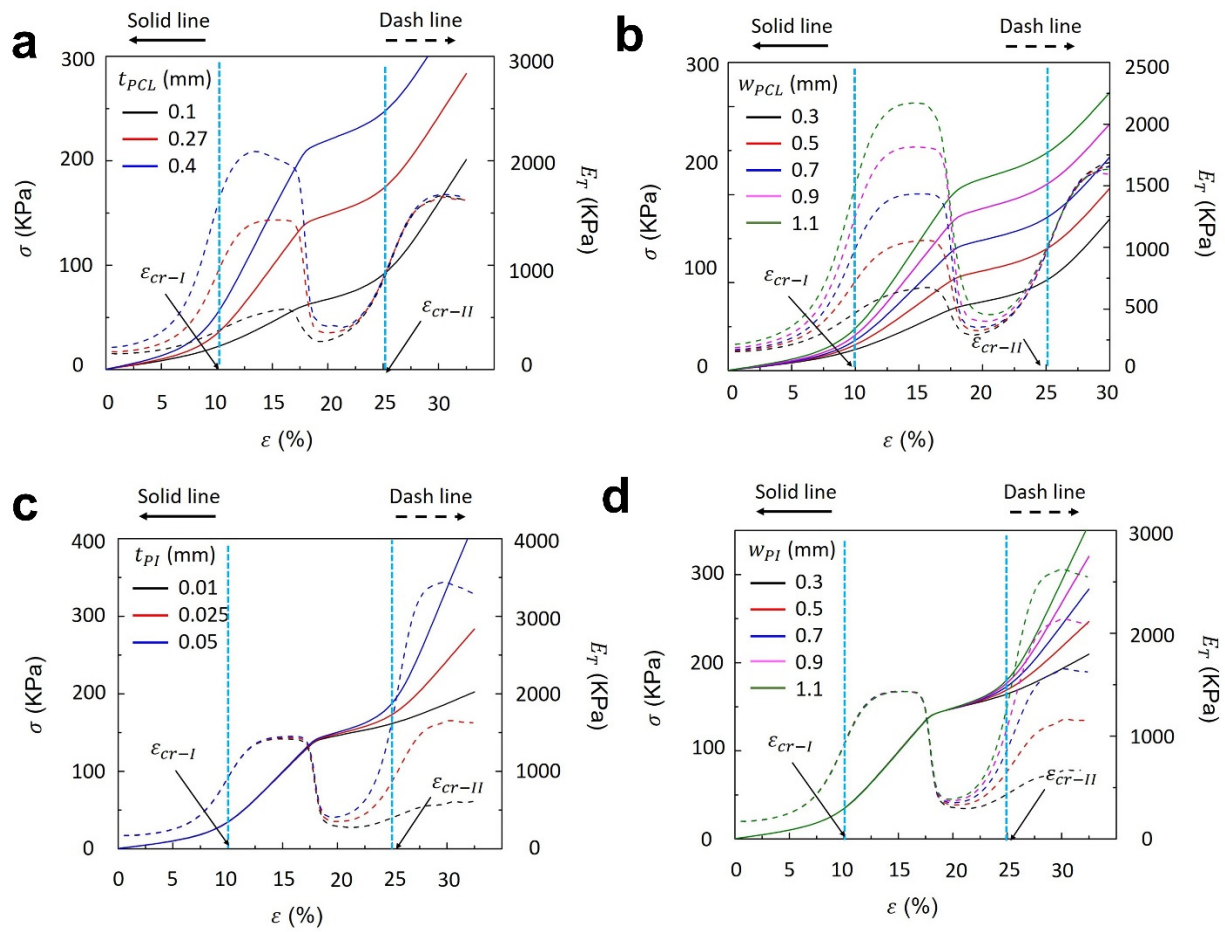 a
Solid line
Dash line
t_PCL (mm)
0.1
0.27
0.4
300
200
100
0
3000
2000
1000
0
σ (KPa)
E_T (KPa)
ε_cr−I
ε_cr−II
0 5 10 15 20 25 30
ε (%)
b
Solid line
Dash line
w_PCL (mm)
0.3
0.5
0.7
0.9
1.1
300
200
100
0
2500
2000
1500
1000
500
0
σ (KPa)
E_T (KPa)
ε_cr−I
ε_cr−II
0 5 10 15 20 25 30
ε (%)
c
Solid line
Dash line
t_PI (mm)
0.01
0.025
0.05
400
300
200
100
0
4000
3000
2000
1000
0
σ (KPa)
E_T (KPa)
ε_cr−I
ε_cr−II
0 5 10 15 20 25 30
ε (%)
d
Solid line
Dash line
w_PI (mm)
0.3
0.5
0.7
0.9
1.1
300
200
100
0
3000
2000
1000
0
σ (KPa)
E_T (KPa)
ε_cr−I
ε_cr−II
0 5 10 15 20 25 30
ε (%)